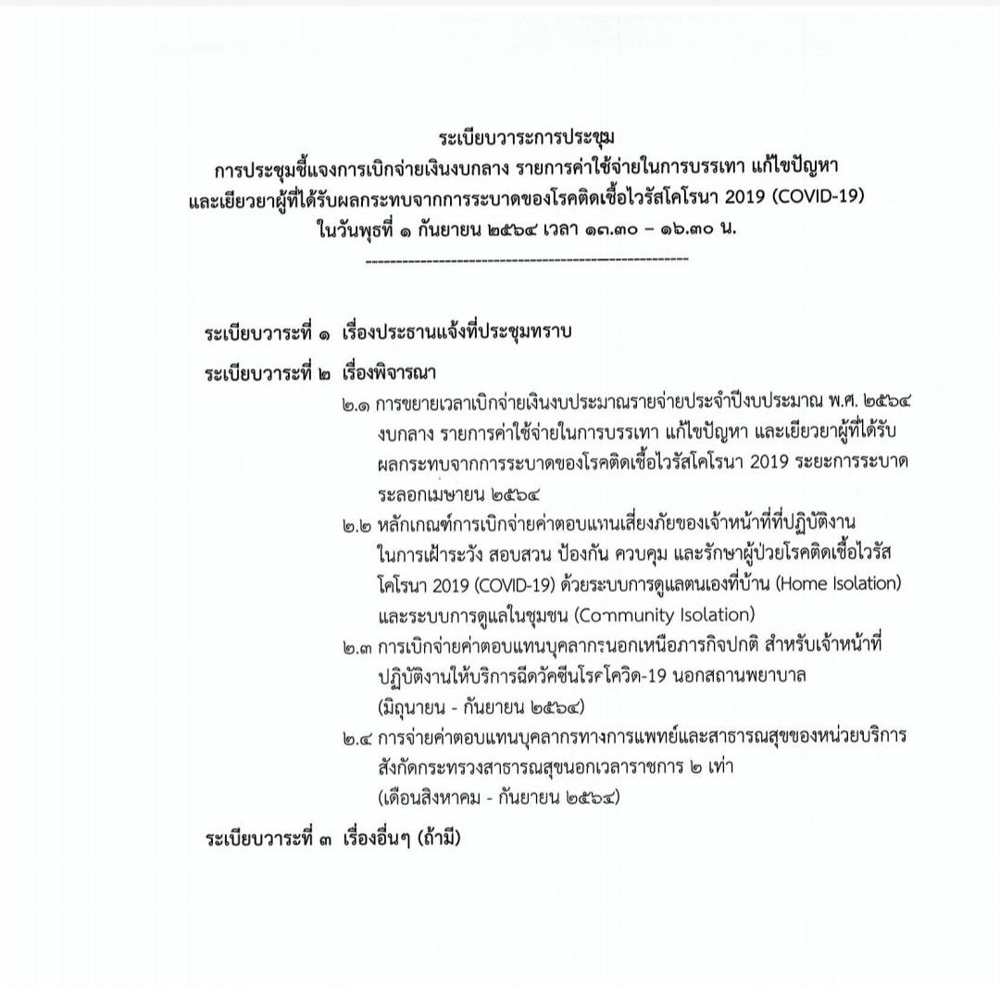 ระเบียบวาระการประชุม
การประชุมชี้แจงการเบิกจ่ายเงินงบกลาง รายการค่าใช้จ่ายในการบรรเทา แก้ไขปัญหา
และเยียวยาผู้ที่ได้รับผลกระทบจากการระบาดของโรคติดเชื้อไวรัสโคโรนา 2019 (COVID-19)
ในวันพุธที่ ๑ กันยายน ๒๕๖๔ เวลา ๑๓.๓๐ – ๑๖.๓๐ น.
-----------------------------------------------------
ระเบียบวาระที่ ๑ เรื่องประธานแจ้งที่ประชุมทราบ
ระเบียบวาระที่ ๒ เรื่องพิจารณา
๒.๑ การขยายเวลาเบิกจ่ายเงินงบประมาณรายจ่ายประจำปีงบประมาณ พ.ศ. ๒๕๖๔
งบกลาง รายการค่าใช้จ่ายในการบรรเทา แก้ไขปัญหา และเยียวยาผู้ที่ได้รับ
ผลกระทบจากการระบาดของโรคติดเชื้อไวรัสโคโรนา 2019 ระยะการระบาด
ระลอกเมษายน ๒๕๖๔
๒.๒ หลักเกณฑ์การเบิกจ่ายค่าตอบแทนเสี่ยงภัยของเจ้าหน้าที่ที่ปฏิบัติงาน
ในการเฝ้าระวัง สอบสวน ป้องกัน ควบคุม และรักษาผู้ป่วยโรคติดเชื้อไวรัส
โคโรนา 2019 (COVID-19) ด้วยระบบการดูแลตนเองที่บ้าน (Home Isolation)
และระบบการดูแลในชุมชน (Community Isolation)
๒.๓ การเบิกจ่ายค่าตอบแทนบุคลากรนอกเหนือภารกิจปกติ สำหรับเจ้าหน้าที่
ปฏิบัติงานให้บริการฉีดวัคซีนโรคโควิด-19 นอกสถานพยาบาล
(มิถุนายน - กันยายน ๒๕๖๔)
๒.๔ การจ่ายค่าตอบแทนบุคลากรทางการแพทย์และสาธารณสุขของหน่วยบริการ
สังกัดกระทรวงสาธารณสุขนอกเวลาราชการ ๒ เท่า
(เดือนสิงหาคม - กันยายน ๒๕๖๔)
ระเบียบวาระที่ ๓ เรื่องอื่นๆ (ถ้ามี)